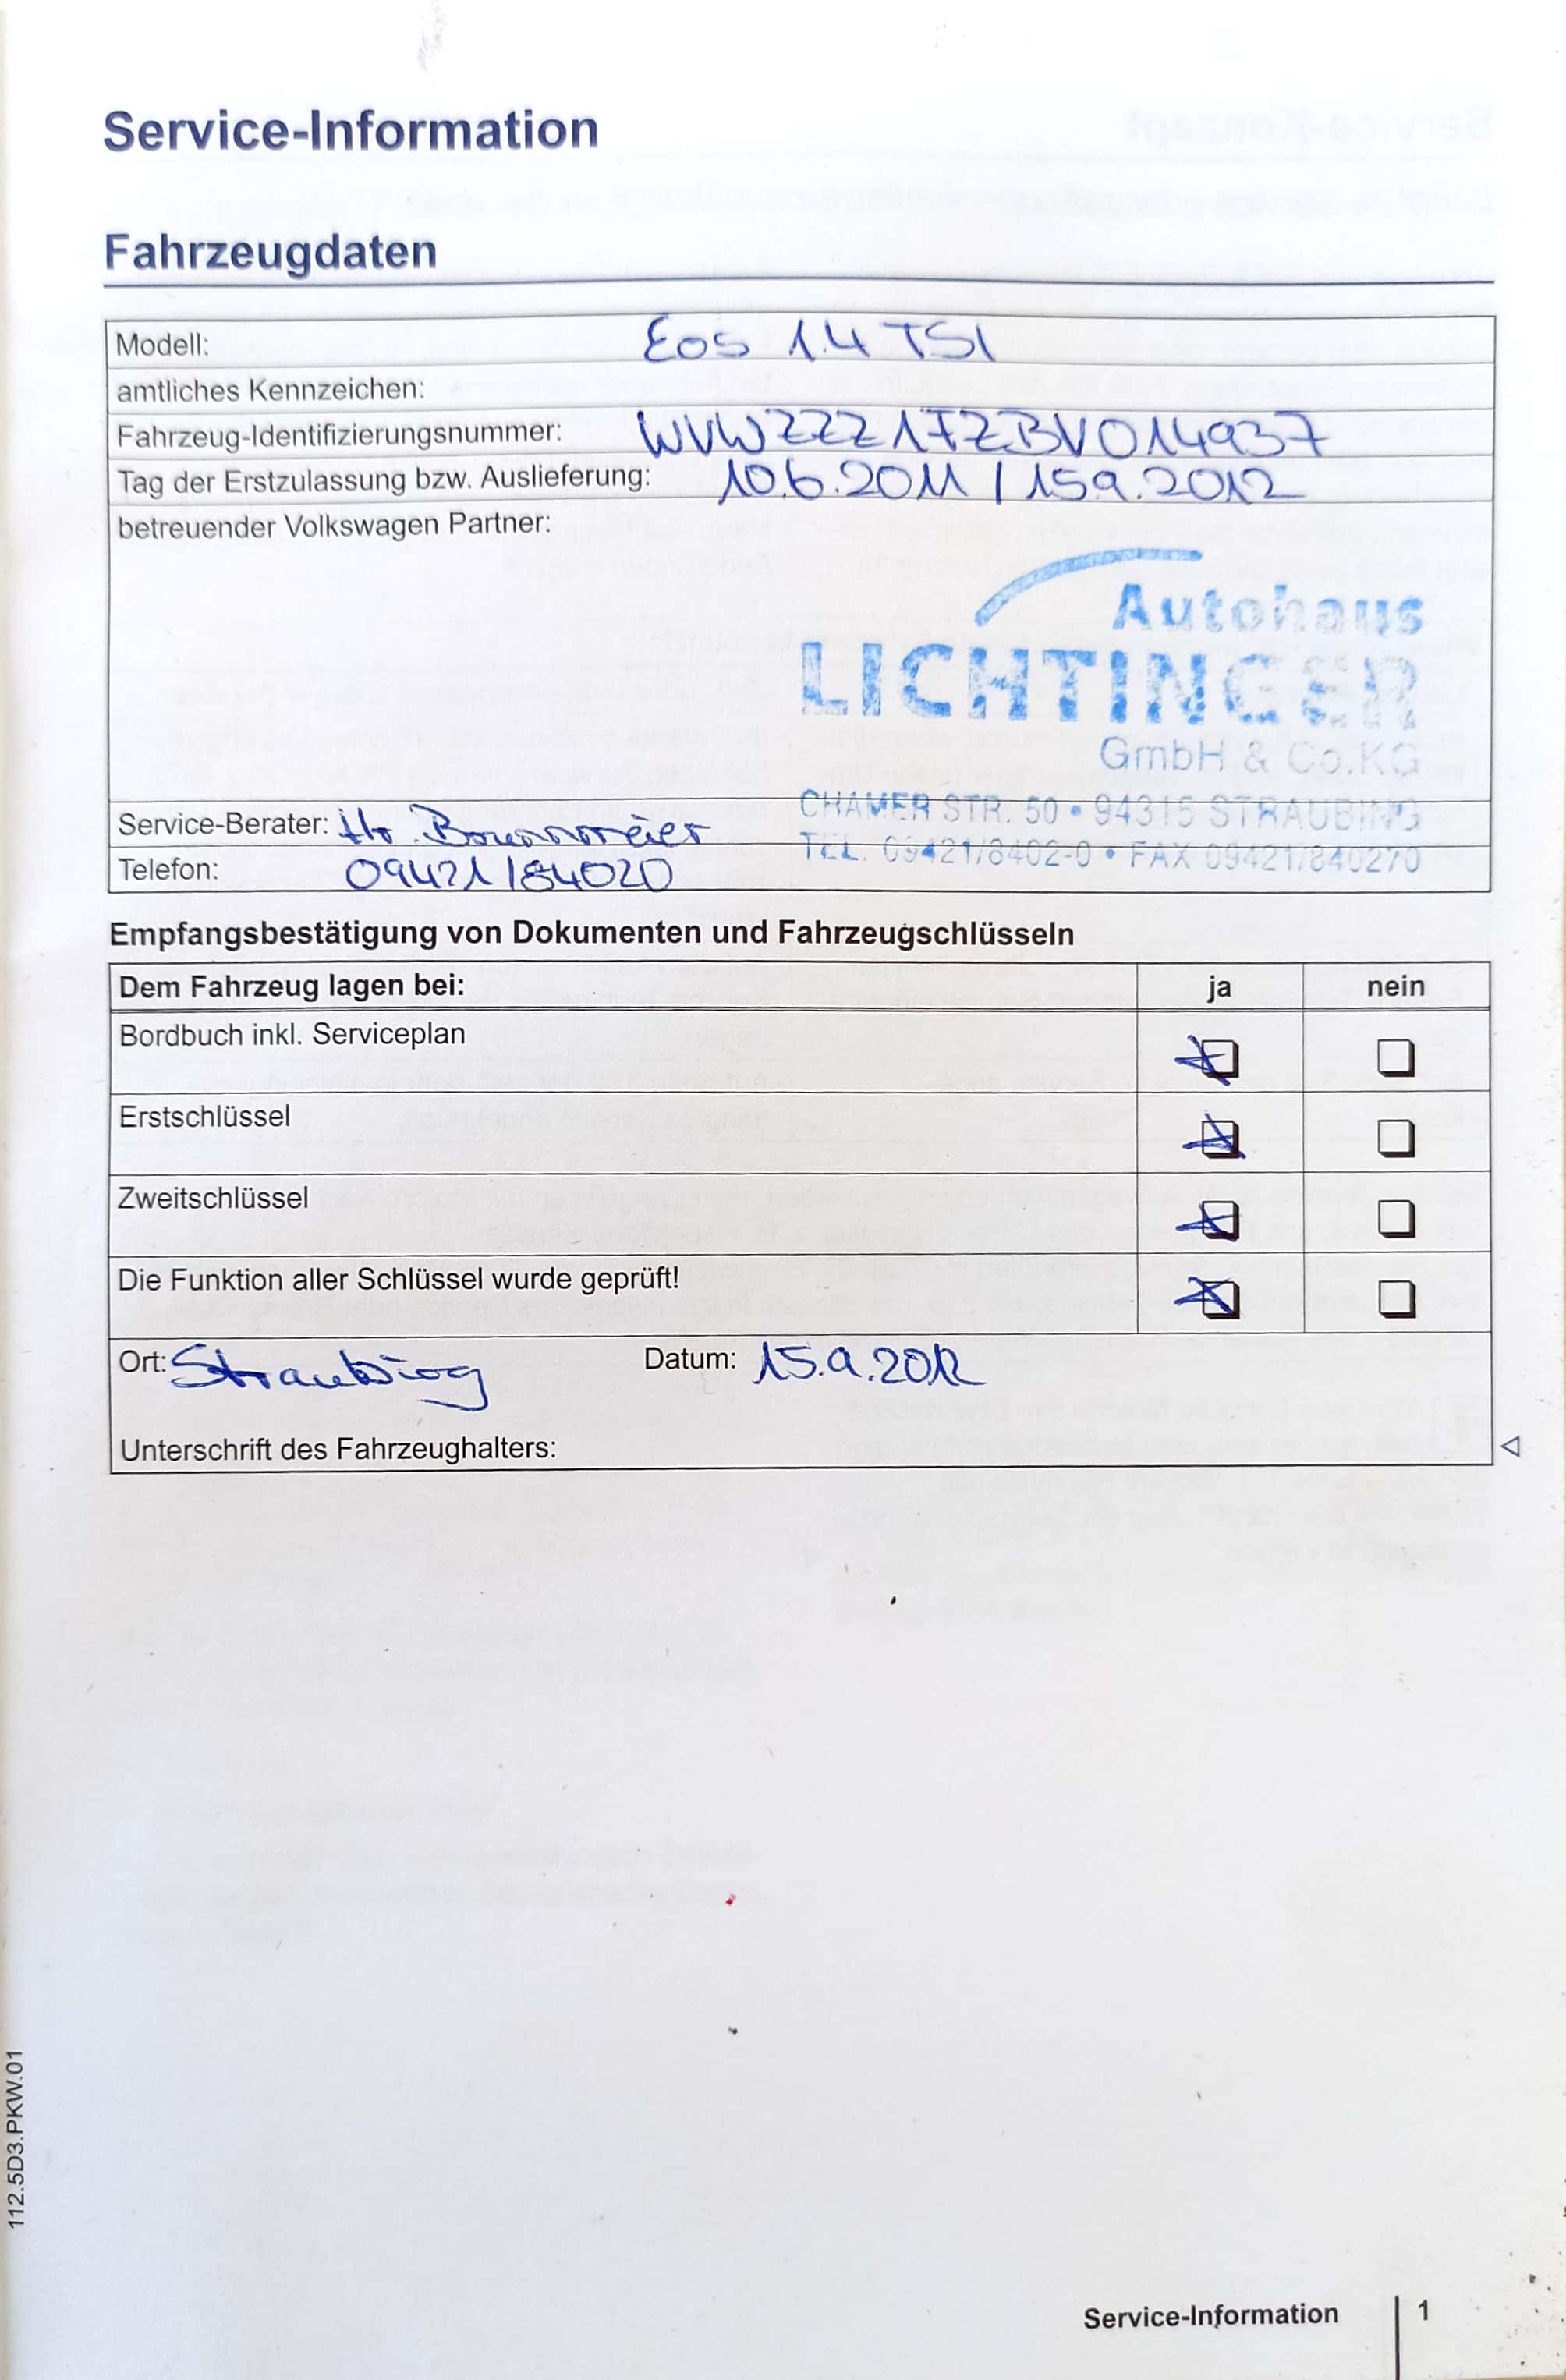 Service-Information
Fahrzeugdaten
Modell: Eos 1.4 TSI
amtliches Kennzeichen:
Fahrzeug-Identifizierungsnummer: WVWZZZ1FZBV014937
Tag der Erstzulassung bzw. Auslieferung: 10.6.2011 / 15.9.2012
betreuender Volkswagen Partner:
Autohaus
LICHTINGER
GmbH & Co.KG
CHAMER STR. 50 • 94315 STRAUBING
TEL. 09421/8402-0 • FAX 09421/840270
Service-Berater: Hr.
Telefon: 09421/84020
Empfangsbestätigung von Dokumenten und Fahrzeugschlüsseln
Dem Fahrzeug lagen bei: ja nein
Bordbuch inkl. Serviceplan
Erstschlüssel
Zweitschlüssel
Die Funktion aller Schlüssel wurde geprüft!
Ort: Straubing Datum: 15.9.2012
Unterschrift des Fahrzeughalters:
112.5D3.PKW.01
Service-Information 1